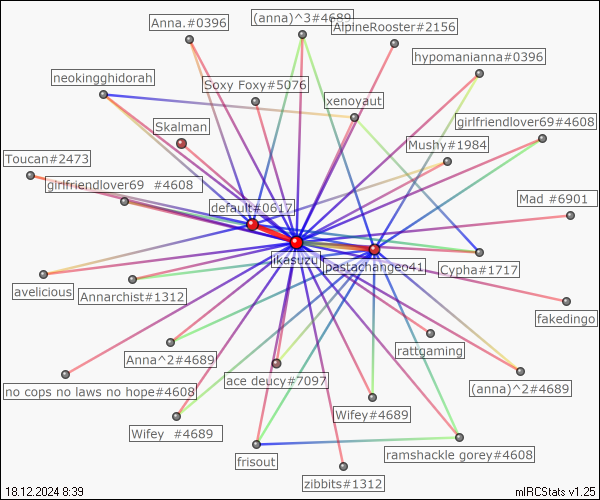 (anna)^3#4689
Anna.#0396
AlpineRooster#2156
hypomanianna#0396
neokingghidorah
Soxy Foxy#5076
xenoyaut
girlfriendlover69#4608
Skalman
Mushy#1984
Toucan#2473
girlfriendlover69  #4608
Mad #6901
default#0617
ikasuzu
pastachangeo41
Cypha#1717
avelicious
Annarchist#1312
fakedingo
rattgaming
Anna^2#4689
ace deucy#7097
(anna)^2#4689
no cops no laws no hope#4608
Wifey#4689
Wifey  #4689
ramshackle gorey#4608
frisout
zibbits#1312
18.12.2024 8:39
mIRCStats v1.25